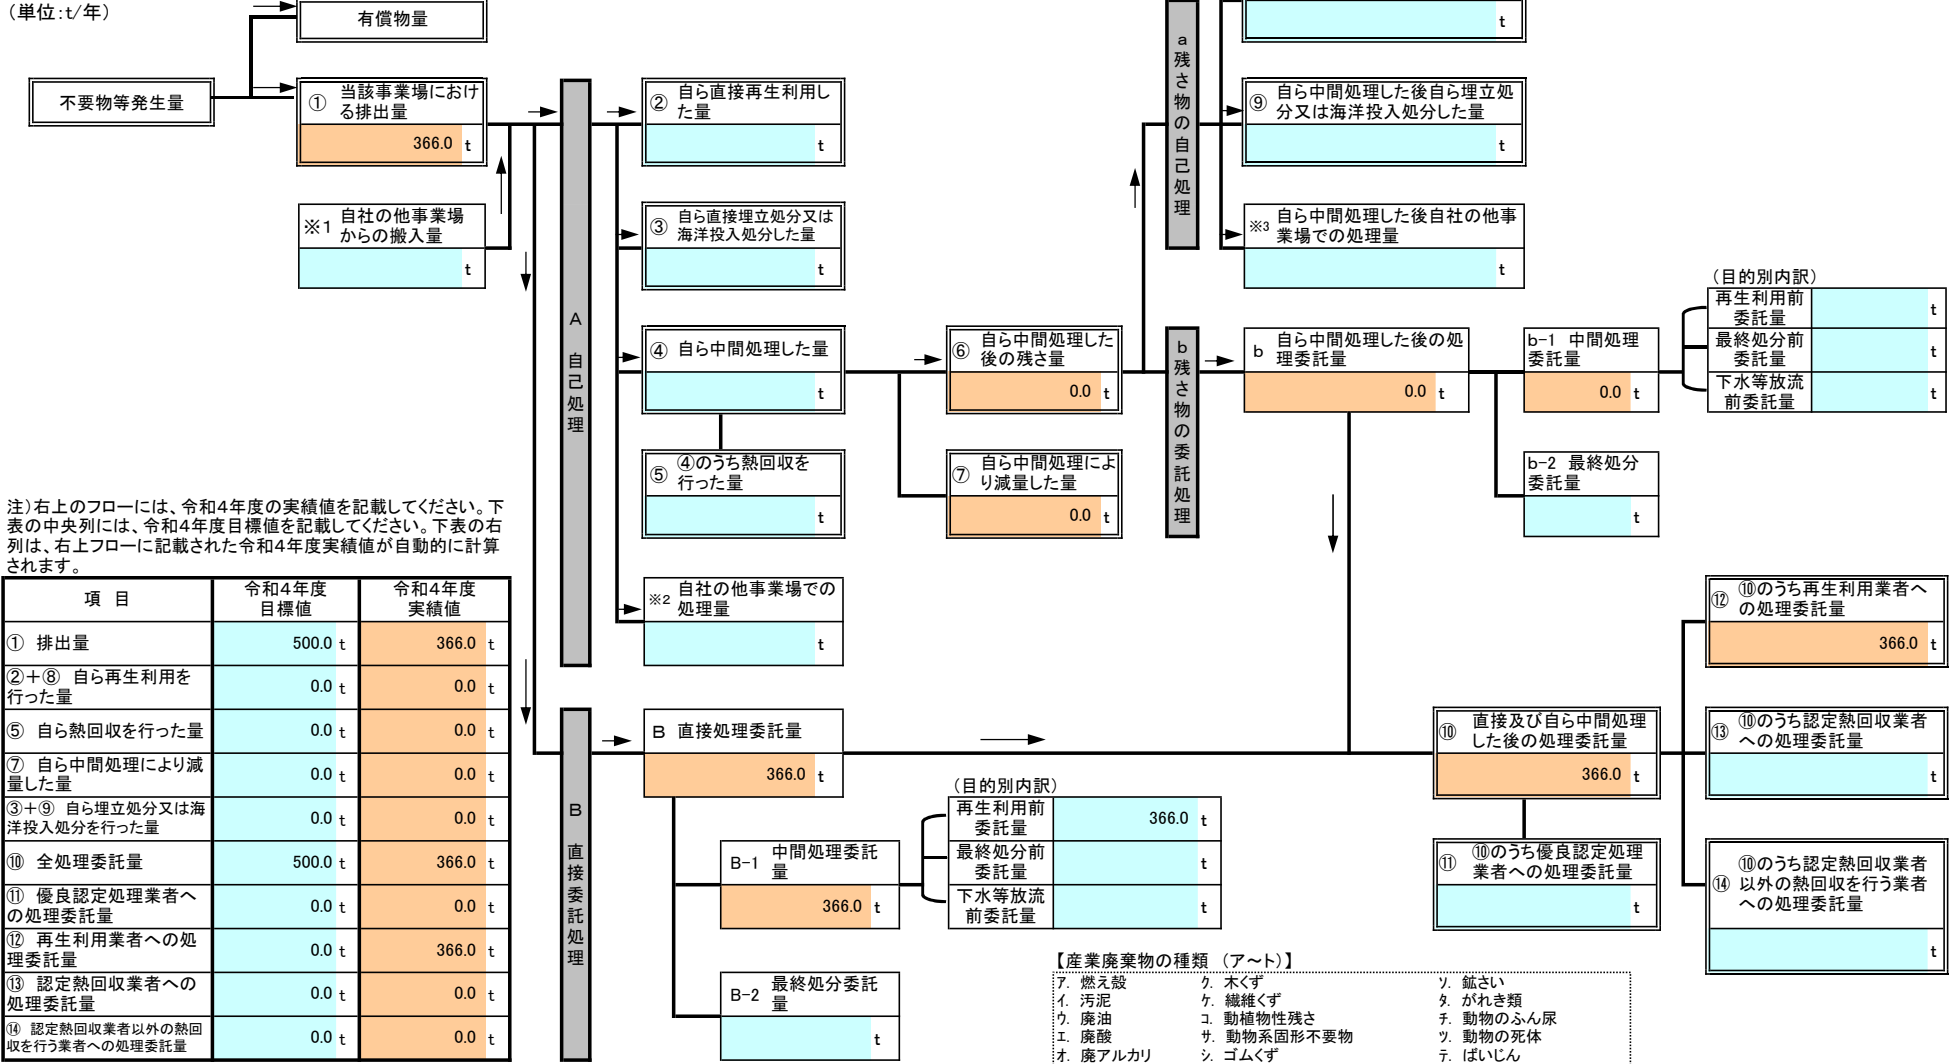 (単位:t/年)
有償物量
不要物等発生量
① 当該事業場におけ
る排出量
366.0 t
※1 自社の他事業場
からの搬入量
t
A 自己処理
② 自ら直接再生利用し
た量
t
③ 自ら直接埋立処分又は
海洋投入処分した量
t
④ 自ら中間処理した量
t
⑤ ④のうち熱回収を
行った量
t
※2 自社の他事業場での
処理量
t
⑥ 自ら中間処理した
後の残さ量
0.0 t
⑦ 自ら中間処理によ
り減量した量
0.0 t
a 残さ物の自己処理
t
⑨ 自ら中間処理した後自ら埋立処
分又は海洋投入処分した量
t
※3 自ら中間処理した後自社の他事
業場での処理量
t
b 残さ物の委託処理
b 自ら中間処理した後の処
理委託量
0.0 t
b-1 中間処理
委託量
0.0 t
b-2 最終処分
委託量
t
(目的別内訳)
再生利用前
委託量
t
最終処分前
委託量
t
下水等放流
前委託量
t
注)右上のフローには、令和4年度の実績値を記載してください。下
表の中央列には、令和4年度目標値を記載してください。下表の右
列は、右上フローに記載された令和4年度実績値が自動的に計算
されます。
項 目
令和4年度
目標値
令和4年度
実績値
① 排出量 500.0 t 366.0 t
②+⑧ 自ら再生利用を
行った量 0.0 t 0.0 t
⑤ 自ら熱回収を行った量 0.0 t 0.0 t
⑦ 自ら中間処理により減
量した量 0.0 t 0.0 t
③+⑨ 自ら埋立処分又は海
洋投入処分を行った量 0.0 t 0.0 t
⑩ 全処理委託量 500.0 t 366.0 t
⑪ 優良認定処理業者へ
の処理委託量 0.0 t 0.0 t
⑫ 再生利用業者への処
理委託量 0.0 t 366.0 t
⑬ 認定熱回収業者への
処理委託量 0.0 t 0.0 t
⑭ 認定熱回収業者以外の熱回
収を行う業者への処理委託量 0.0 t 0.0 t
B 直接委託処理
B 直接処理委託量
366.0 t
B-1 中間処理委託
量
366.0 t
B-2 最終処分委託
量
t
(目的別内訳)
再生利用前
委託量
366.0 t
最終処分前
委託量
t
下水等放流
前委託量
t
⑩ 直接及び自ら中間処理
した後の処理委託量
366.0 t
⑪ ⑩のうち優良認定処理
業者への処理委託量
t
⑫ ⑩のうち再生利用業者へ
の処理委託量
366.0 t
⑬ ⑩のうち認定熱回収業者
への処理委託量
t
⑭ ⑩のうち認定熱回収業者
以外の熱回収を行う業者
への処理委託量
t
【産業廃棄物の種類 (ア~ト)】
ア. 燃え殻 ク. 木くず ソ. 鉱さい
イ. 汚泥 ケ. 繊維くず タ. がれき類
ウ. 廃油 コ. 動植物性残さ チ. 動物のふん尿
エ. 廃酸 サ. 動物系固形不要物 ツ. 動物の死体
オ. 廃アルカリ シ. ゴムくず テ. ばいじん